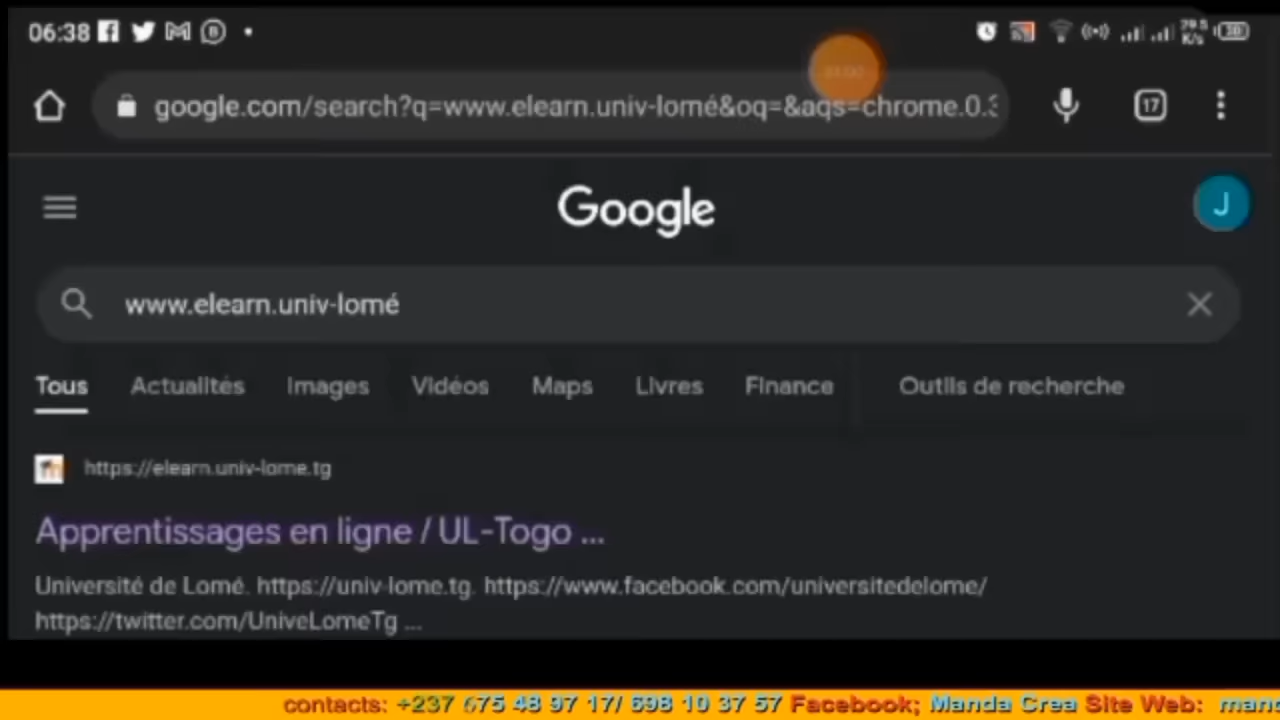 06:38 79.5 K/s 30
google.com/search?q=www.elearn.univ-lomé&oq=&aqs=chrome.0.3 17
Google J
www.elearn.univ-lomé
Tous Actualités Images Vidéos Maps Livres Finance Outils de recherche
https://elearn.univ-lome.tg
Apprentissages en ligne / UL-Togo ...
Université de Lomé. https://univ-lome.tg. https://www.facebook.com/universitedelome/
https://twitter.com/UniveLomeTg ...
contacts: +237 675 48 97 17/ 698 10 37 57 Facebook; Manda Crea Site Web: